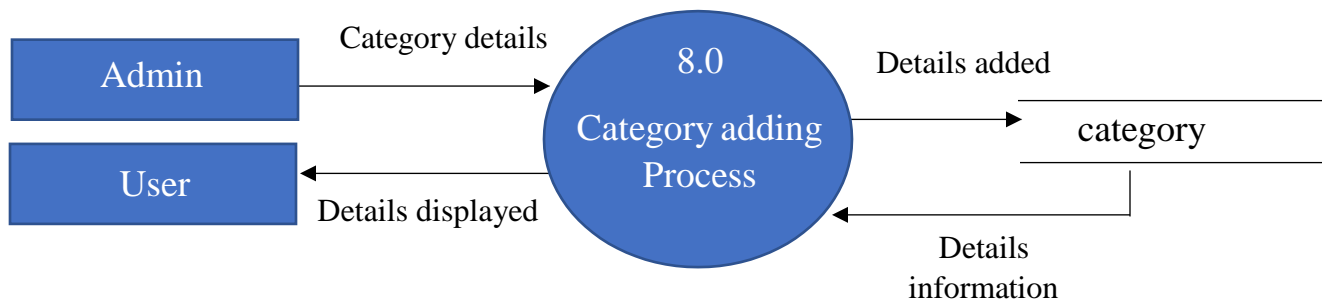 Category details
Admin
8.0
Category adding
Process
Details added
category
User
Details displayed
Details
information